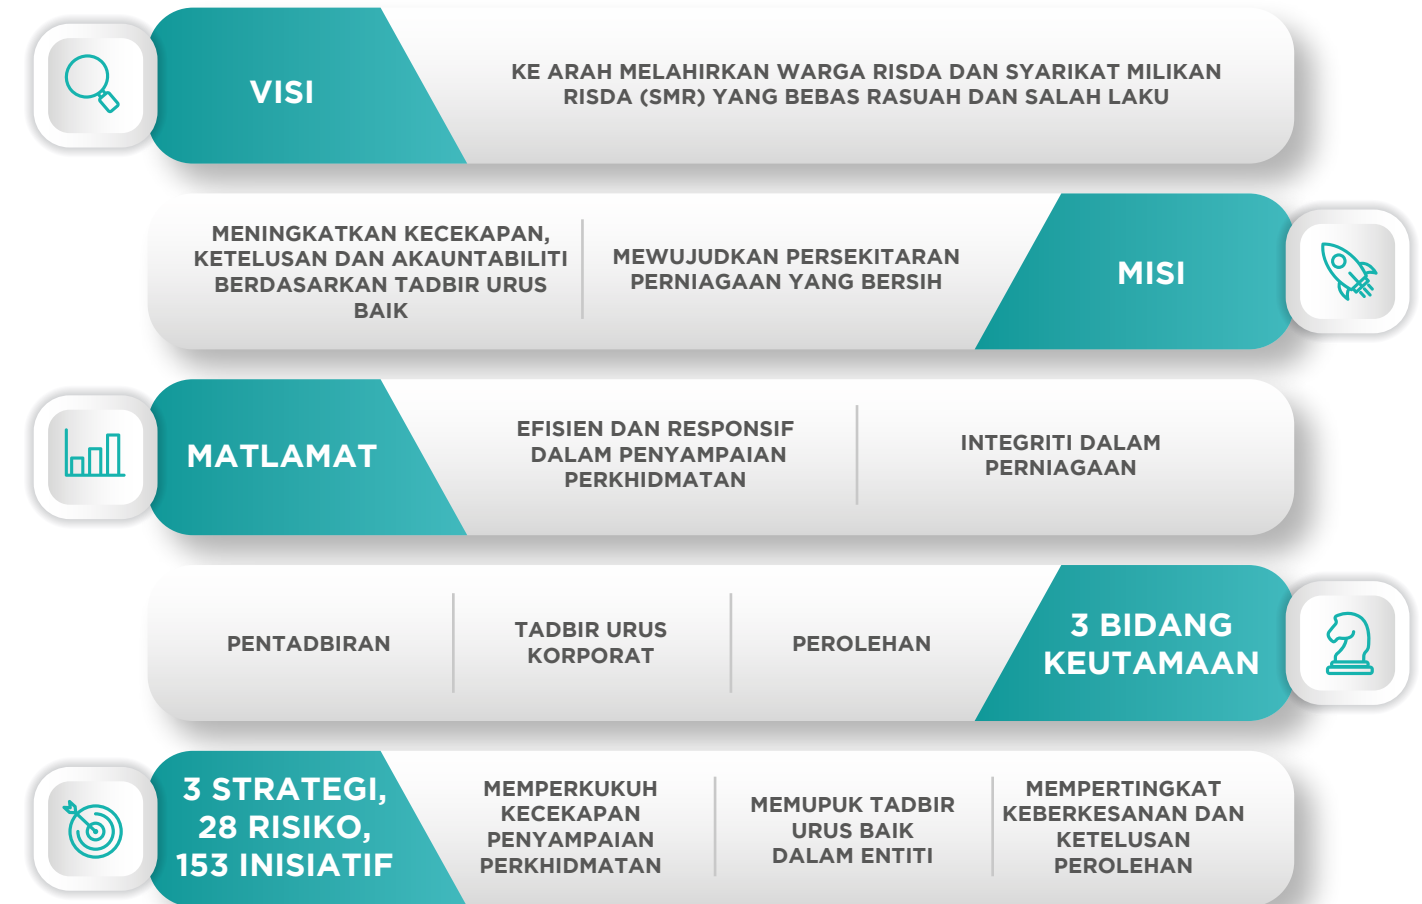 VISI
KE ARAH MELAHIRKAN WARGA RISDA DAN SYARIKAT MILIKAN
RISDA (SMR) YANG BEBAS RASUAH DAN SALAH LAKU
MENINGKATKAN KECEKAPAN,
KETELUSAN DAN AKAUNTABILITI
BERDASARKAN TADBIR URUS
BAIK
MEWUJUDKAN PERSEKITARAN
PERNIAGAAN YANG BERSIH
MISI
MATLAMAT
EFISIEN DAN RESPONSIF
DALAM PENYAMPAIAN
PERKHIDMATAN
INTEGRITI DALAM
PERNIAGAAN
PENTADBIRAN
TADBIR URUS
KORPORAT
PEROLEHAN
3 BIDANG
KEUTAMAAN
3 STRATEGI,
28 RISIKO,
153 INISIATIF
MEMPERKUKUH
KECEKAPAN
PENYAMPAIAN
PERKHIDMATAN
MEMUPUK TADBIR
URUS BAIK
DALAM ENTITI
MEMPERTINGKAT
KEBERKESANAN DAN
KETELUSAN
PEROLEHAN